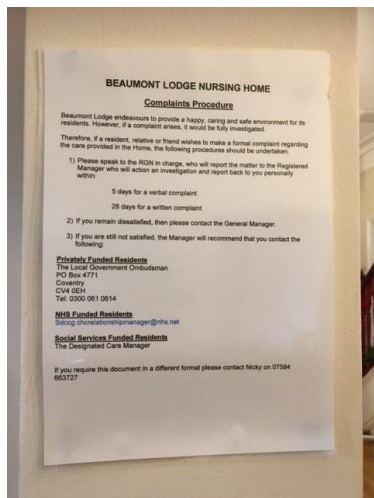 BEAUMONT LODGE NURSING HOME
Complaints Procedure
Beaumont Lodge endeavours to provide a happy, caring and safe environment for its
residents. However, if a complaint arises, it would be fully investigated.
Therefore, if a resident, relative or friend wishes to make a formal complaint regarding
the care provided in the Home, the following procedures should be undertaken.
1) Please speak to the RGN in charge, who will report the matter to the Registered
Manager who will action an investigation and report back to you personally
within:
5 days for a verbal complaint
28 days for a written complaint
2) If you remain dissatisfied, then please contact the General Manager.
3) If you are still not satisfied, the Manager will recommend that you contact the
following:
Privately Funded Residents
The Local Government Ombudsman
PO Box 4771
Coventry
CV4 0EH
Tel: 0300 061 0614
NHS Funded Residents
Sdccg.chcrelationshipmanager@nhs.net
Social Services Funded Residents
The Designated Care Manager
If you require this document in a different format please contact Nicky on 07584
663727